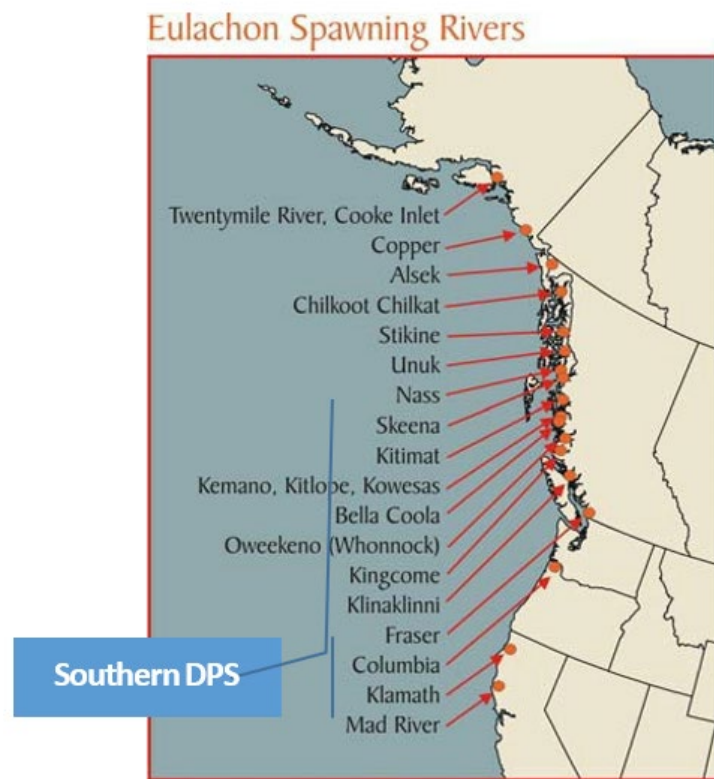 Eulachon Spawning Rivers
Twentymile River, Cooke Inlet
Copper
Alsek
Chilkoot Chilkat
Stikine
Unuk
Nass
Skeena
Kitimat
Kemano, Kitlope, Kowesas
Bella Coola
Oweekeno (Whonnock)
Kingcome
Klinaklinni
Fraser
Columbia
Klamath
Mad River
Southern DPS